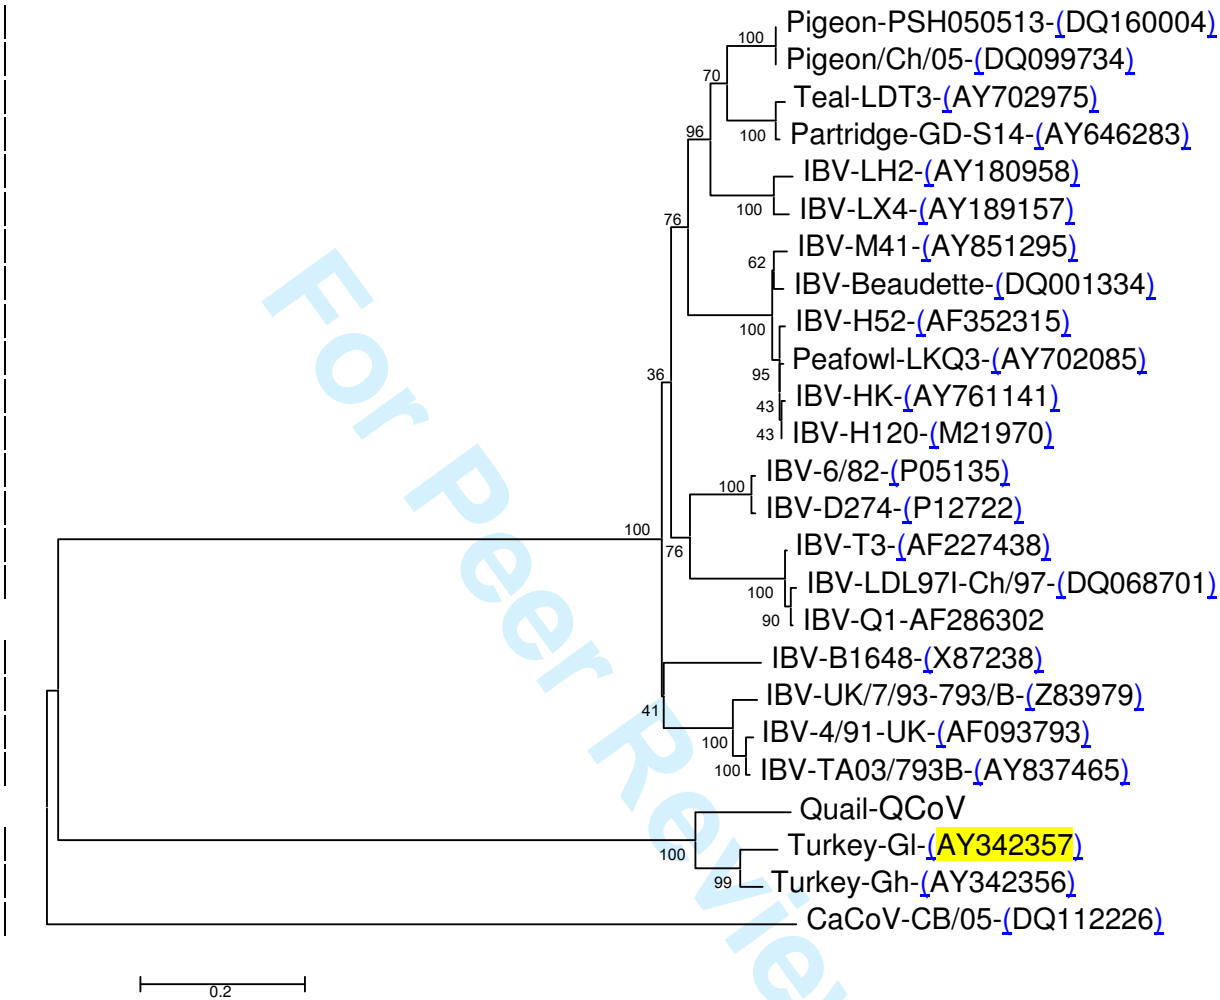 Pigeon-PSH050513-(DQ160004)
100
Pigeon/Ch/05-(DQ099734)
70
Teal-LDT3-(AY702975)
96
100
Partridge-GD-S14-(AY646283)
IBV-LH2-(AY180958)
100
IBV-LX4-(AY189157)
76
IBV-M41-(AY851295)
62
IBV-Beaudette-(DQ001334)
IBV-H52-(AF352315)
100
Peafowl-LKQ3-(AY702085)
36
95
IBV-HK-(AY761141)
43
43
IBV-H120-(M21970)
IBV-6/82-(P05135)
100
IBV-D274-(P12722)
100
76
IBV-T3-(AF227438)
IBV-LDL97I-Ch/97-(DQ068701)
100
90
IBV-Q1-AF286302
IBV-B1648-(X87238)
IBV-UK/7/93-793/B-(Z83979)
41
IBV-4/91-UK-(AF093793)
100
100
IBV-TA03/793B-(AY837465)
Quail-QCoV
Turkey-GI-(AY342357)
100
99
Turkey-Gh-(AY342356)
CaCoV-CB/05-(DQ112226)
0.2
For Peer Review